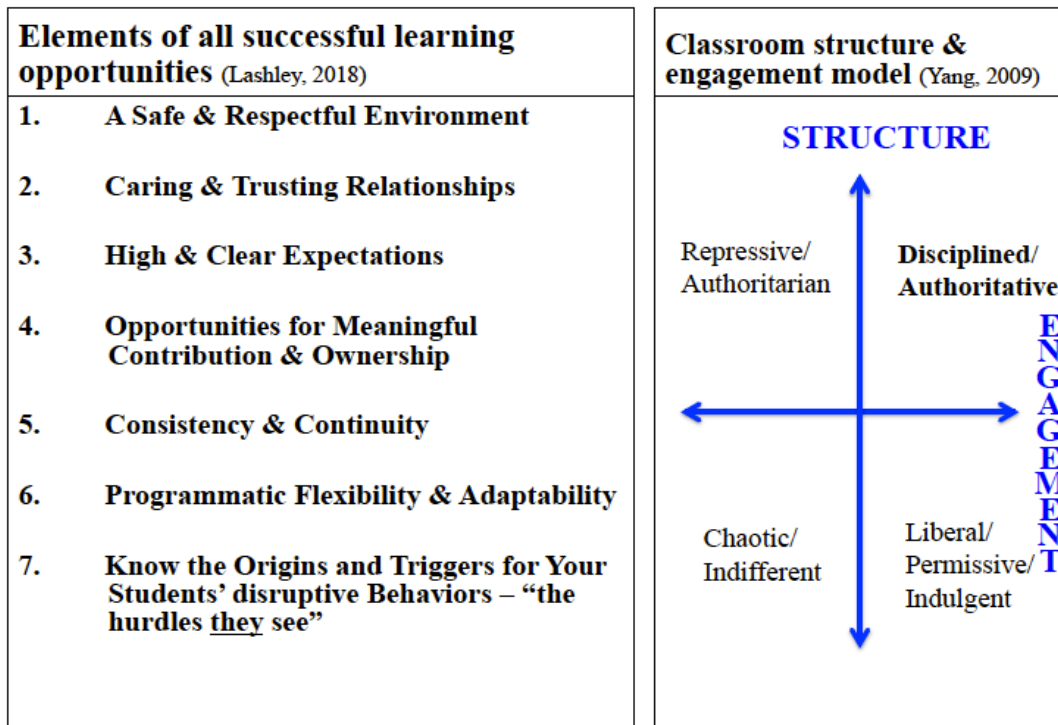 Elements of all successful learning
opportunities (Lashley, 2018)
1. A Safe & Respectful Environment
2. Caring & Trusting Relationships
3. High & Clear Expectations
4. Opportunities for Meaningful
Contribution & Ownership
5. Consistency & Continuity
6. Programmatic Flexibility & Adaptability
7. Know the Origins and Triggers for Your
Students’ disruptive Behaviors – “the
hurdles they see”
Classroom structure &
engagement model (Yang, 2009)
STRUCTURE
Repressive/
Authoritarian
Disciplined/
Authoritative
ENGAGEMENT
Chaotic/
Indifferent
Liberal/
Permissive/
Indulgent